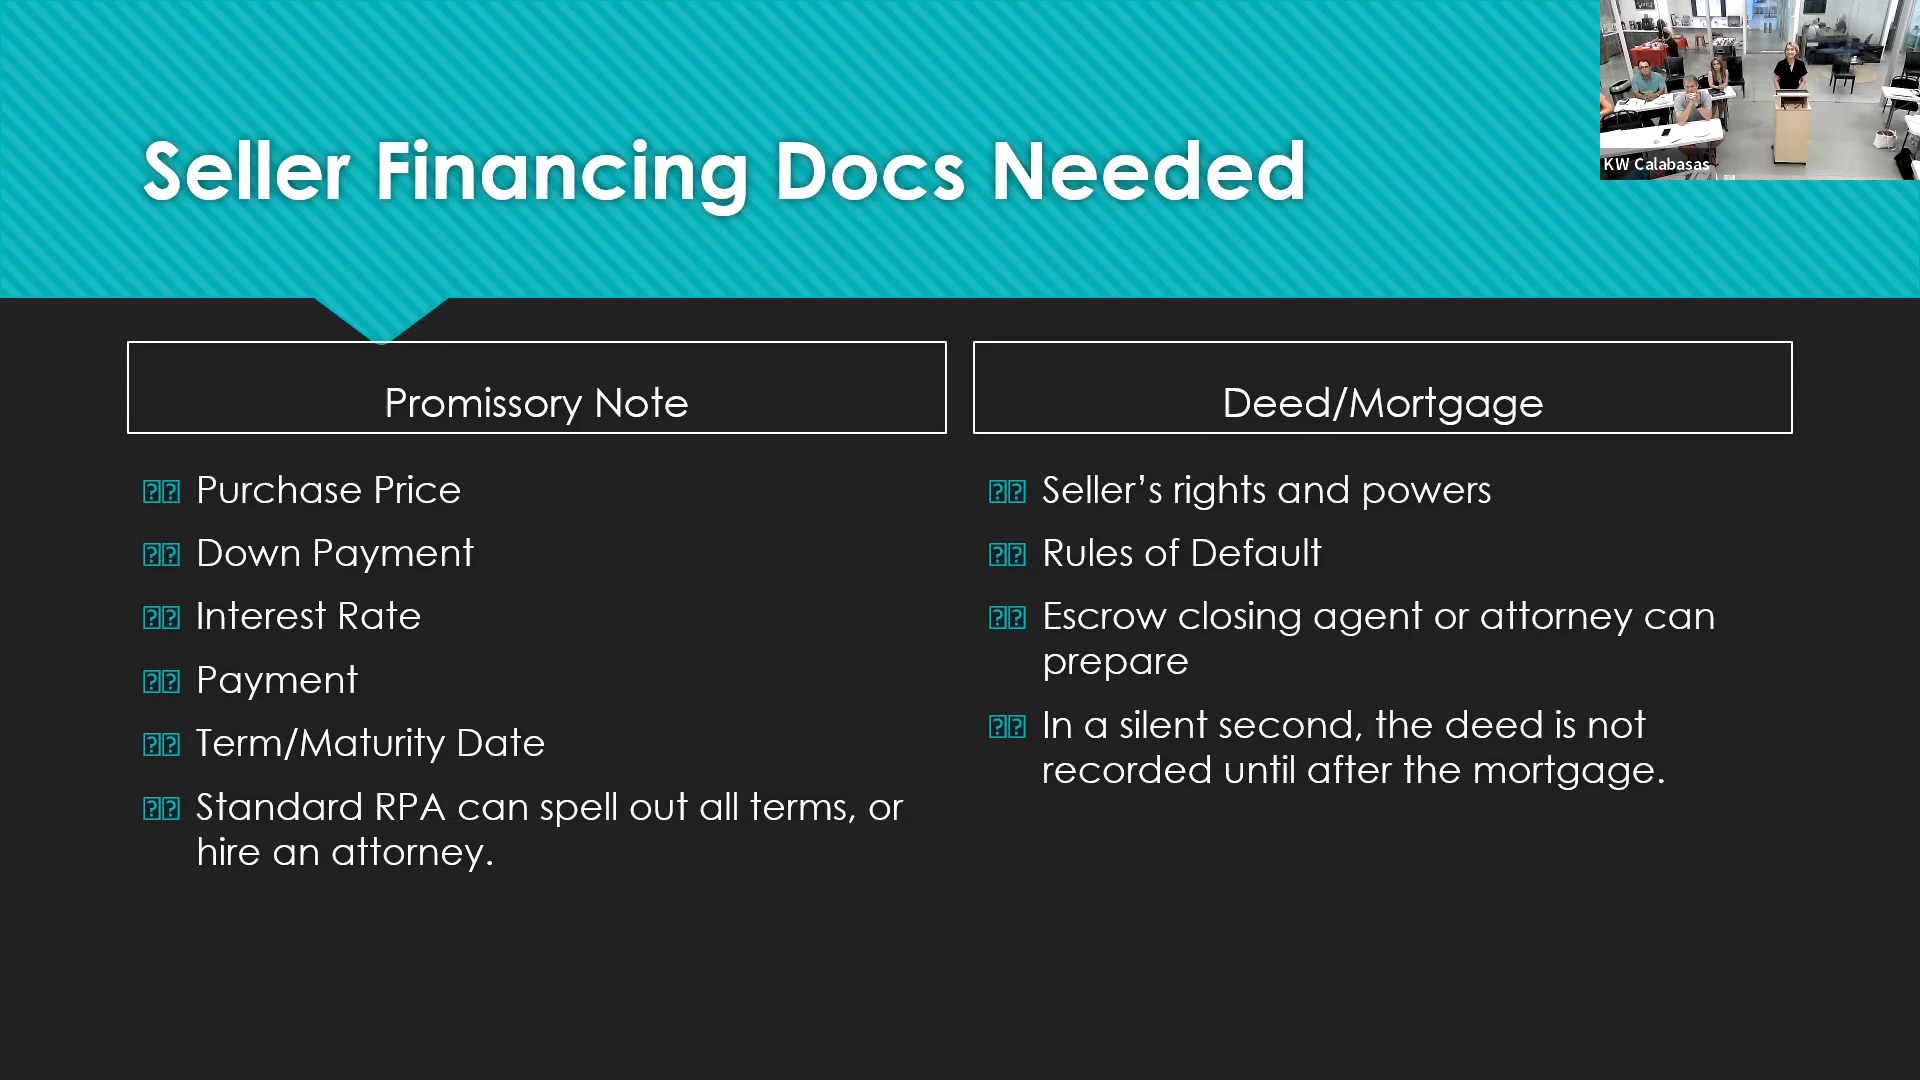 Seller Financing Docs Needed
KW Calabasas
Promissory Note
Purchase Price
Down Payment
Interest Rate
Payment
Term/Maturity Date
Standard RPA can spell out all terms, or
hire an attorney.
Deed/Mortgage
Seller’s rights and powers
Rules of Default
Escrow closing agent or attorney can
prepare
In a silent second, the deed is not
recorded until after the mortgage.